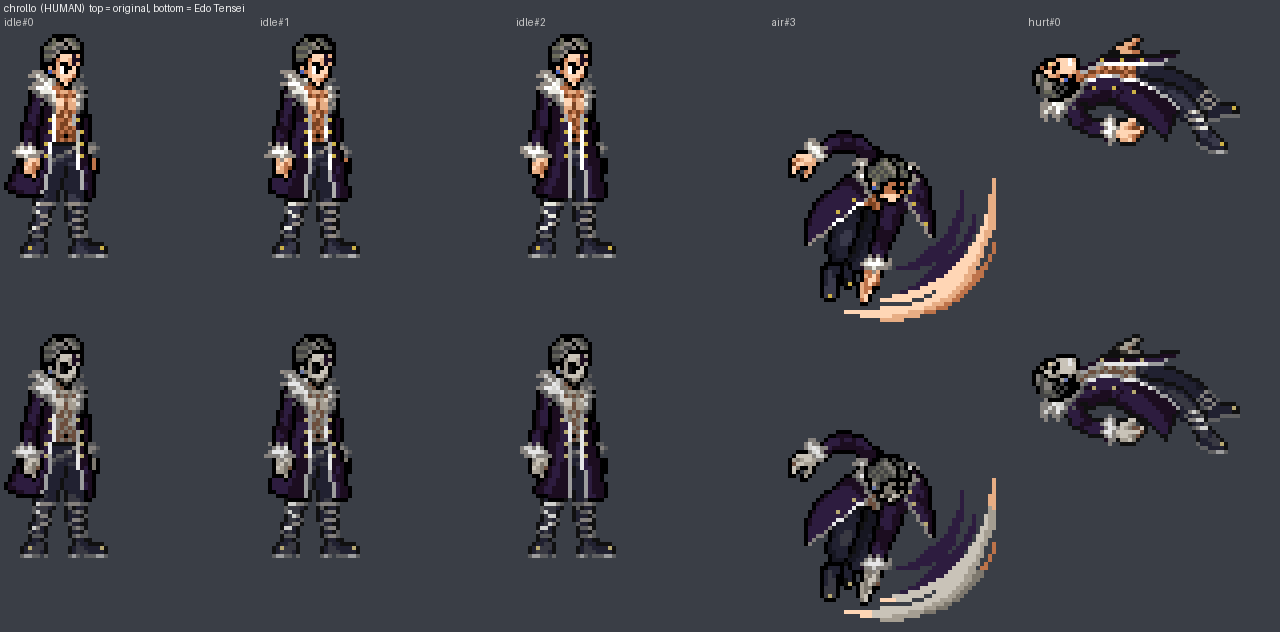 chrollo (HUMAN) top = original, bottom = Edo Tensei
idle#0 idle#1 idle#2 air#3 hurt#0